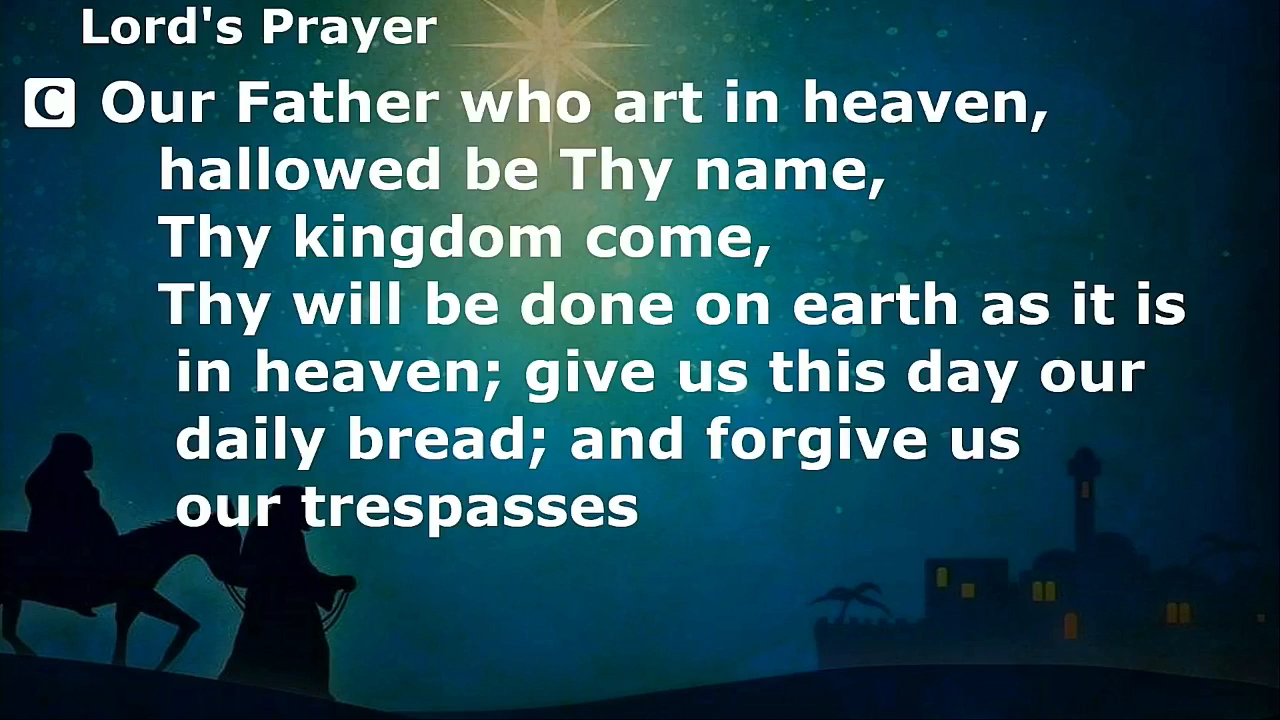 Lord's Prayer
C Our Father who art in heaven,
hallowed be Thy name,
Thy kingdom come,
Thy will be done on earth as it is
in heaven; give us this day our
daily bread; and forgive us
our trespasses